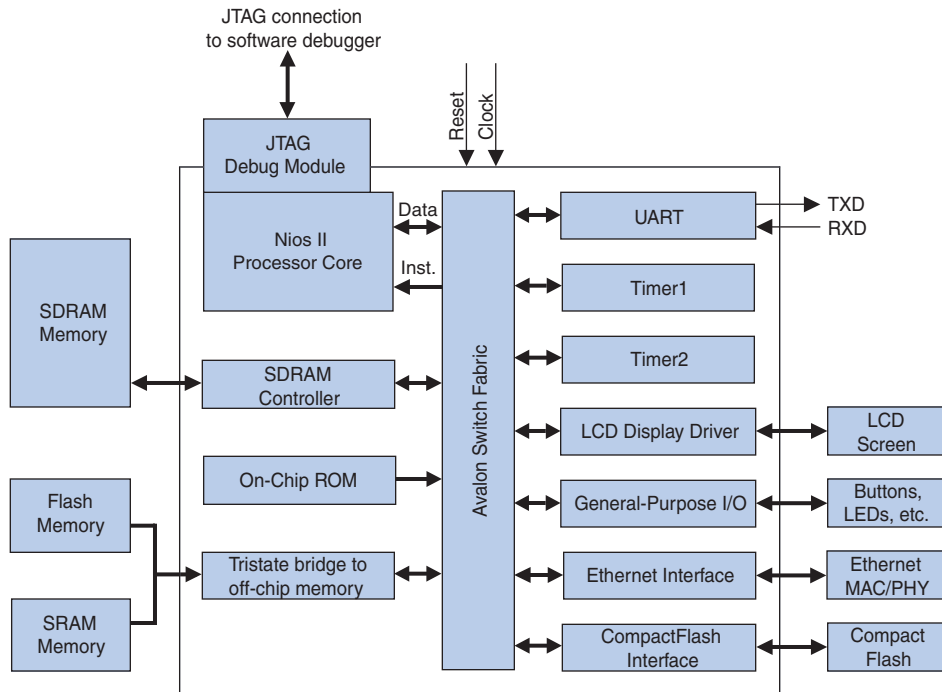 JTAG connection
to software debugger
Reset
Clock
JTAG
Debug Module
Data
Nios II
Processor Core
Inst.
SDRAM
Memory
SDRAM
Controller
On-Chip ROM
Flash
Memory
Tristate bridge to
off-chip memory
SRAM
Memory
Avalon Switch Fabric
UART
TXD
RXD
Timer1
Timer2
LCD Display Driver
LCD
Screen
General-Purpose I/O
Buttons,
LEDs, etc.
Ethernet Interface
Ethernet
MAC/PHY
CompactFlash
Interface
Compact
Flash